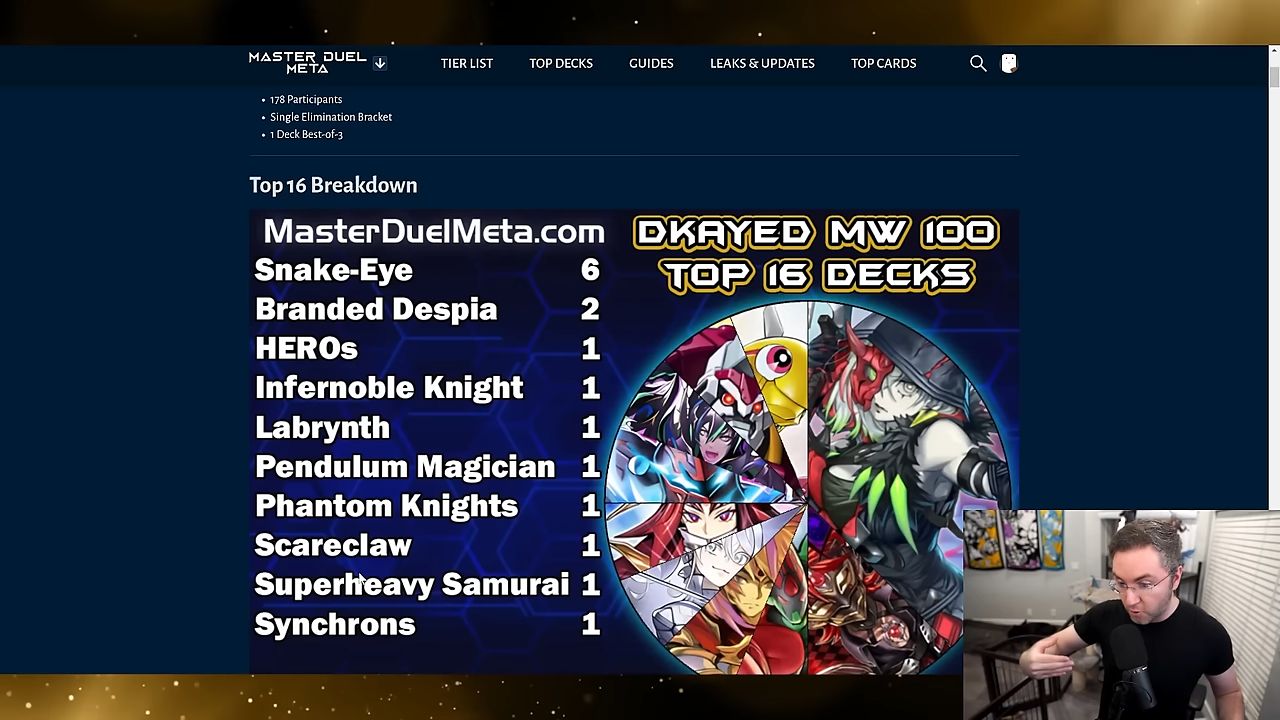 MASTER DUEL
META
TIER LIST
TOP DECKS
GUIDES
LEAKS & UPDATES
TOP CARDS
• 178 Participants
• Single Elimination Bracket
• 1 Deck Best-of-3
Top 16 Breakdown
MasterDuelMeta.com
DKAYED MW 100
TOP 16 DECKS
Snake-Eye 6
Branded Despia 2
HEROs 1
Infernoble Knight 1
Labrynth 1
Pendulum Magician 1
Phantom Knights 1
Scareclaw 1
Superheavy Samurai 1
Synchrons 1